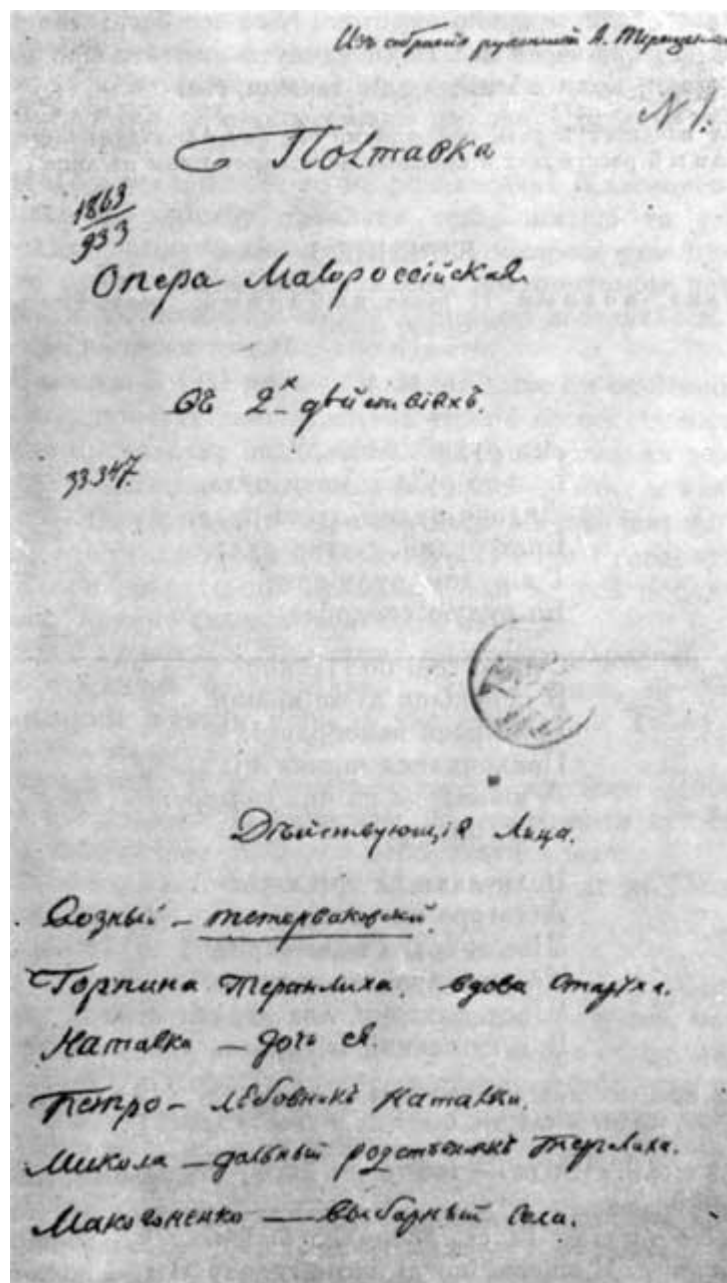 Изъ собранія рукописей А. Терещенка
№ 1.
Полтавка
1863
933
Опера Малороссійская
въ 2х дѣйствіяхъ.
33347.
Дѣйствующія Лица.
Возный – тетерваковскій.
Горпина Терпилиха. вдова Старуха.
Наталка – дочь ея.
Петро – любовникъ Наталки.
Микола – дальный родственникъ Терпилихи.
Макогоненко – выборный села.